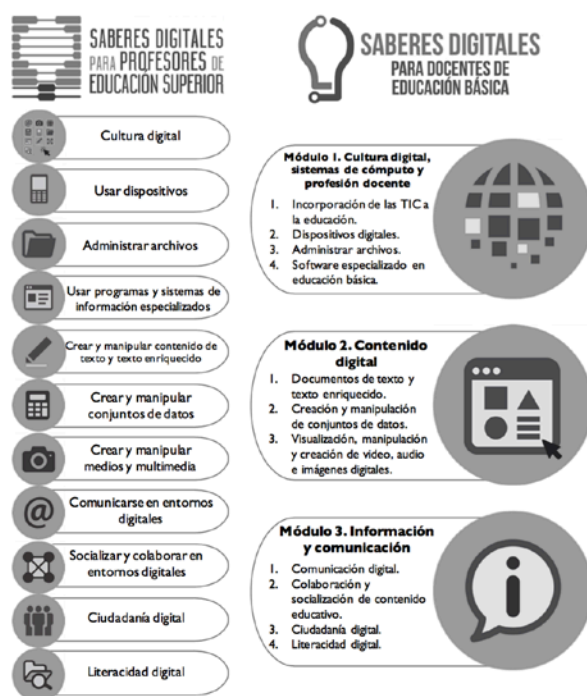 SABERES DIGITALES
PARA PROFESORES DE
EDUCACIÓN SUPERIOR
Cultura digital
Usar dispositivos
Administrar archivos
Usar programas y sistemas de
información especializados
Crear y manipular contenido de
texto y texto enriquecido
Crear y manipular
conjuntos de datos
Crear y manipular
medios y multimedia
@
Comunicarse en entornos
digitales
Socializar y colaborar en
entornos digitales
Ciudadanía digital
Literacidad digital
SABERES DIGITALES
PARA DOCENTES DE
EDUCACIÓN BÁSICA
Módulo 1. Cultura digital,
sistemas de cómputo y
profesión docente
1. Incorporación de las TIC a
la educación.
2. Dispositivos digitales.
3. Administrar archivos.
4. Software especializado en
educación básica.
Módulo 2. Contenido
digital
1. Documentos de texto y
texto enriquecido.
2. Creación y manipulación
de conjuntos de datos.
3. Visualización, manipulación
y creación de video, audio
e imágenes digitales.
Módulo 3. Información
y comunicación
1. Comunicación digital.
2. Colaboración y
socialización de contenido
educativo.
3. Ciudadanía digital.
4. Literacidad digital.
i